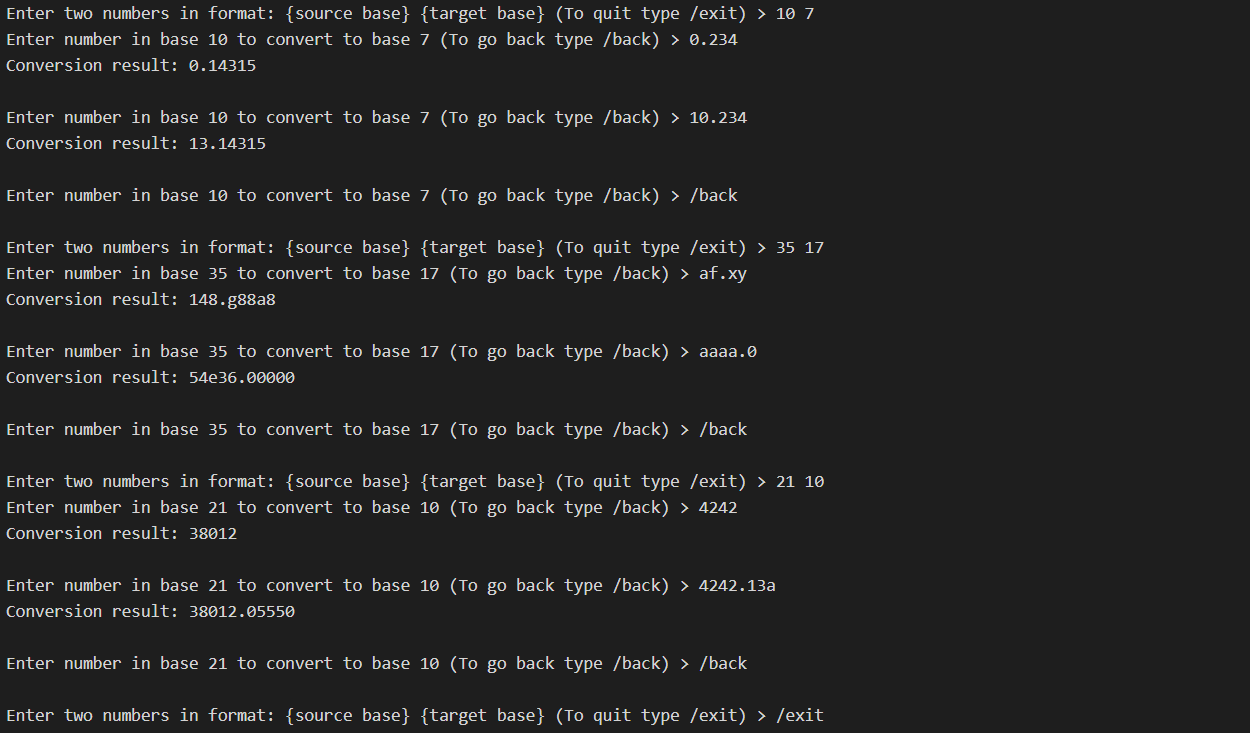 Enter two numbers in format: {source base} {target base} (To quit type /exit) > 10 7
Enter number in base 10 to convert to base 7 (To go back type /back) > 0.234
Conversion result: 0.14315
Enter number in base 10 to convert to base 7 (To go back type /back) > 10.234
Conversion result: 13.14315
Enter number in base 10 to convert to base 7 (To go back type /back) > /back
Enter two numbers in format: {source base} {target base} (To quit type /exit) > 35 17
Enter number in base 35 to convert to base 17 (To go back type /back) > af.xy
Conversion result: 148.g88a8
Enter number in base 35 to convert to base 17 (To go back type /back) > aaaa.0
Conversion result: 54e36.00000
Enter number in base 35 to convert to base 17 (To go back type /back) > /back
Enter two numbers in format: {source base} {target base} (To quit type /exit) > 21 10
Enter number in base 21 to convert to base 10 (To go back type /back) > 4242
Conversion result: 38012
Enter number in base 21 to convert to base 10 (To go back type /back) > 4242.13a
Conversion result: 38012.05550
Enter number in base 21 to convert to base 10 (To go back type /back) > /back
Enter two numbers in format: {source base} {target base} (To quit type /exit) > /exit